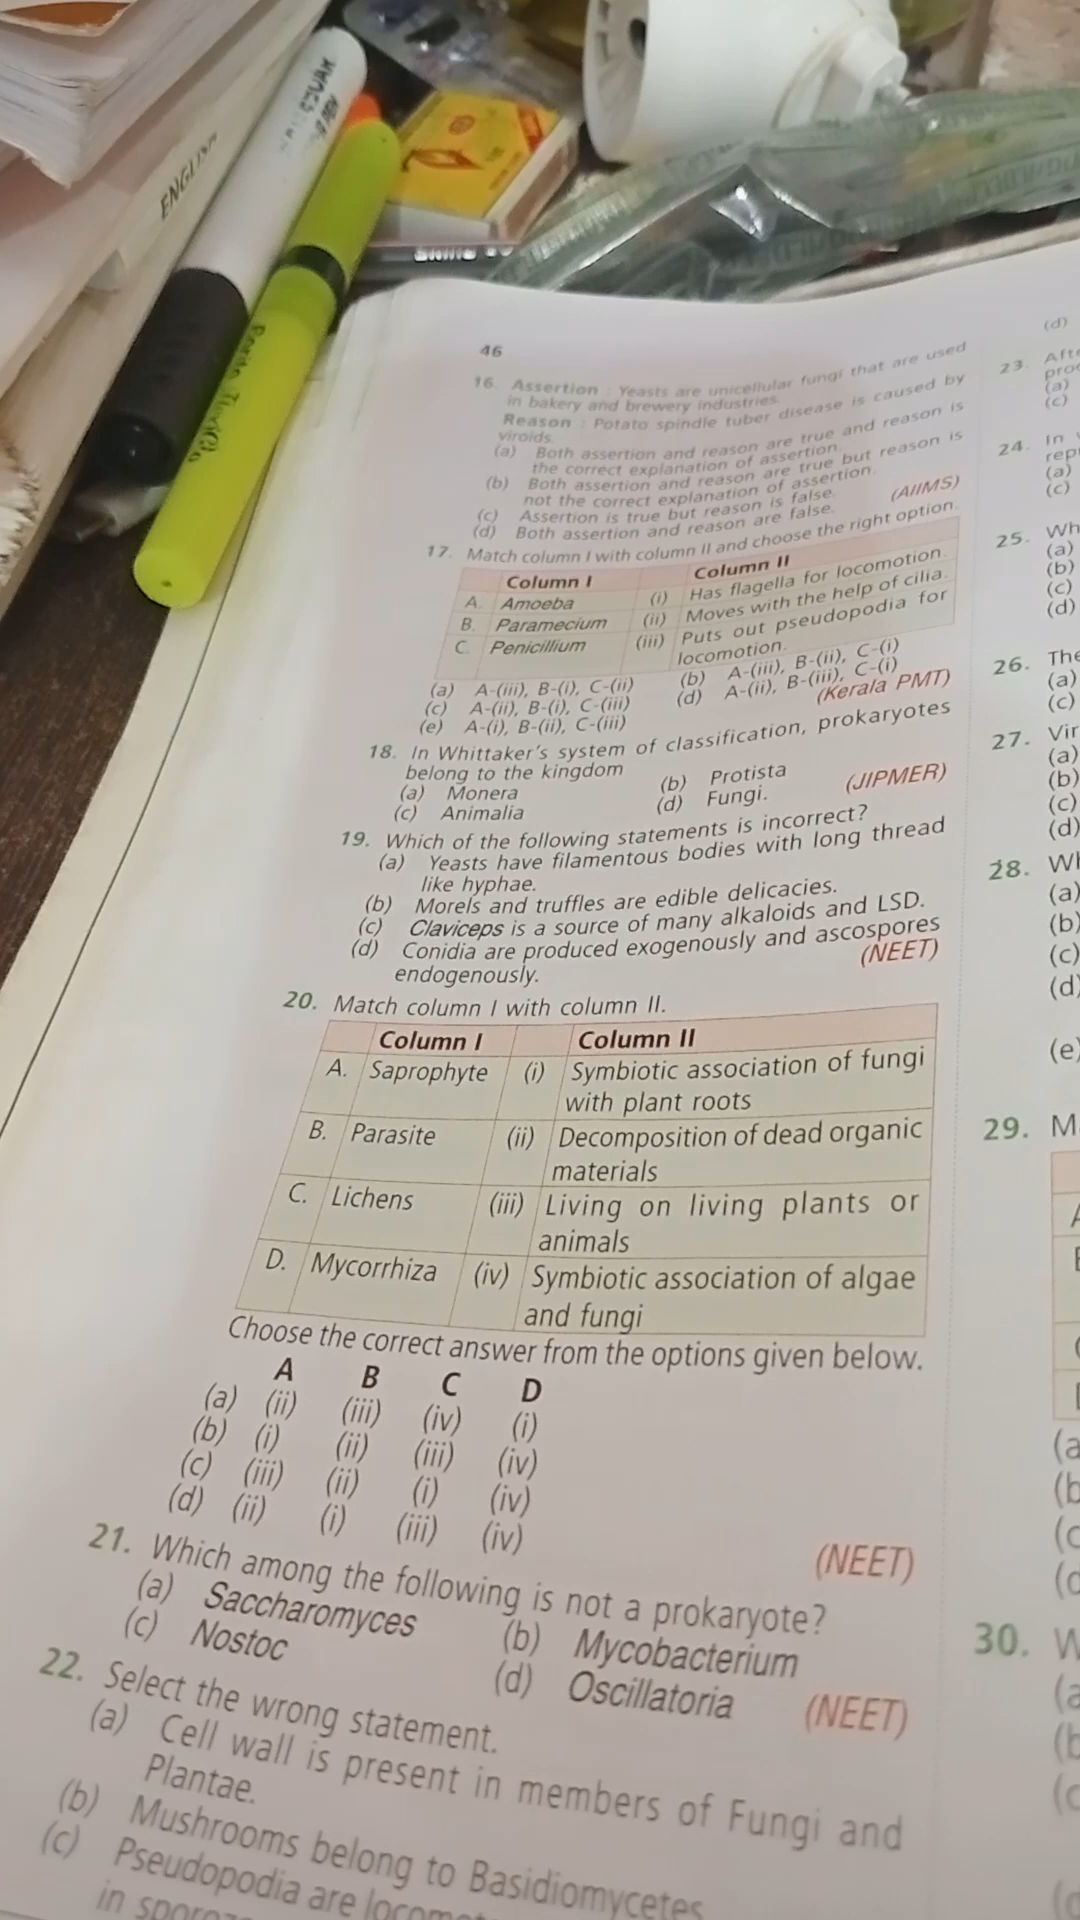 ENGLISH
46
16. Assertion : Yeasts are unicellular fungi that are used
in bakery and brewery industries.
Reason : Potato spindle tuber disease is caused by
viroids.
(a) Both assertion and reason are true and reason is
the correct explanation of assertion.
(b) Both assertion and reason are true but reason is
not the correct explanation of assertion.
(c) Assertion is true but reason is false.
(d) Both assertion and reason are false. (AIIMS)
17. Match column I with column II and choose the right option.
Column I Column II
A. Amoeba (i) Has flagella for locomotion.
B. Paramecium (ii) Moves with the help of cilia.
C. Penicillium (iii) Puts out pseudopodia for
locomotion.
(a) A-(iii), B-(i), C-(ii) (b) A-(iii), B-(ii), C-(i)
(c) A-(ii), B-(i), C-(iii) (d) A-(ii), B-(iii), C-(i)
(e) A-(i), B-(ii), C-(iii) (Kerala PMT)
18. In Whittaker's system of classification, prokaryotes
belong to the kingdom
(a) Monera (b) Protista
(c) Animalia (d) Fungi. (JIPMER)
19. Which of the following statements is incorrect?
(a) Yeasts have filamentous bodies with long thread
like hyphae.
(b) Morels and truffles are edible delicacies.
(c) Claviceps is a source of many alkaloids and LSD.
(d) Conidia are produced exogenously and ascospores
endogenously. (NEET)
20. Match column I with column II.
Column I Column II
A. Saprophyte (i) Symbiotic association of fungi
with plant roots
B. Parasite (ii) Decomposition of dead organic
materials
C. Lichens (iii) Living on living plants or
animals
D. Mycorrhiza (iv) Symbiotic association of algae
and fungi
Choose the correct answer from the options given below.
A B C D
(a) (ii) (iii) (iv) (i)
(b) (i) (ii) (iii) (iv)
(c) (iii) (ii) (i) (iv)
(d) (ii) (i) (iii) (iv)
(NEET)
21. Which among the following is not a prokaryote?
(a) Saccharomyces (b) Mycobacterium
(c) Nostoc (d) Oscillatoria (NEET)
22. Select the wrong statement.
(a) Cell wall is present in members of Fungi and
Plantae.
(b) Mushrooms belong to Basidiomycetes
(c) Pseudopodia are
in
(d)
23.
(a)
(c)
24. In
(a)
(c)
25. Wh
(a)
(b)
(c)
(d)
26. The
(a)
(c)
27. Vir
(a)
(b)
(c)
(d)
28. Wh
(a)
(b)
(c)
(d)
(e)
29. M
30. W